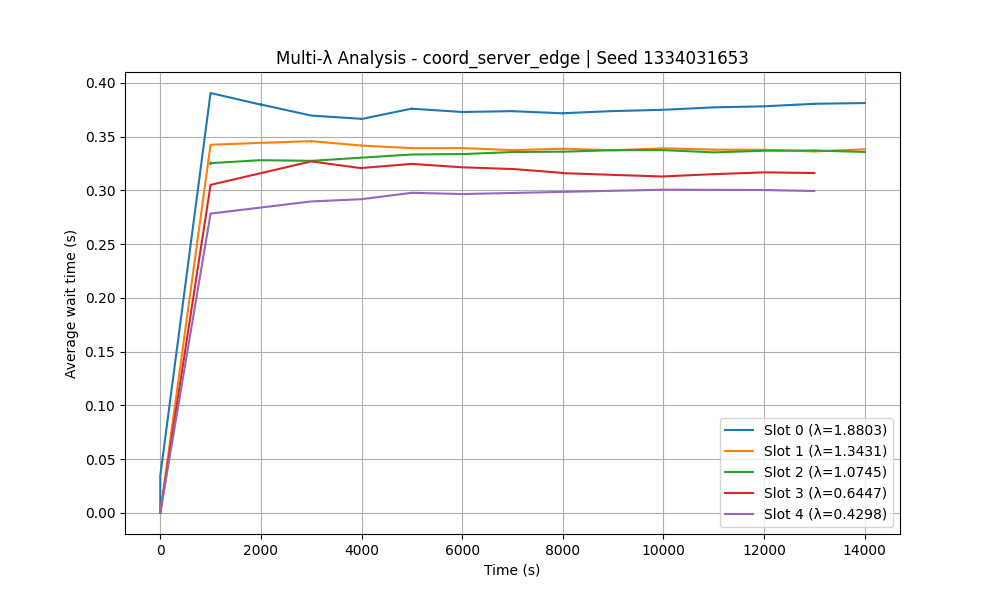 Multi-λ Analysis - coord_server_edge | Seed 1334031653
Average wait time (s)
0.40
0.35
0.30
0.25
0.20
0.15
0.10
0.05
0.00
Slot 0 (λ=1.8803)
Slot 1 (λ=1.3431)
Slot 2 (λ=1.0745)
Slot 3 (λ=0.6447)
Slot 4 (λ=0.4298)
0 2000 4000 6000 8000 10000 12000 14000
Time (s)